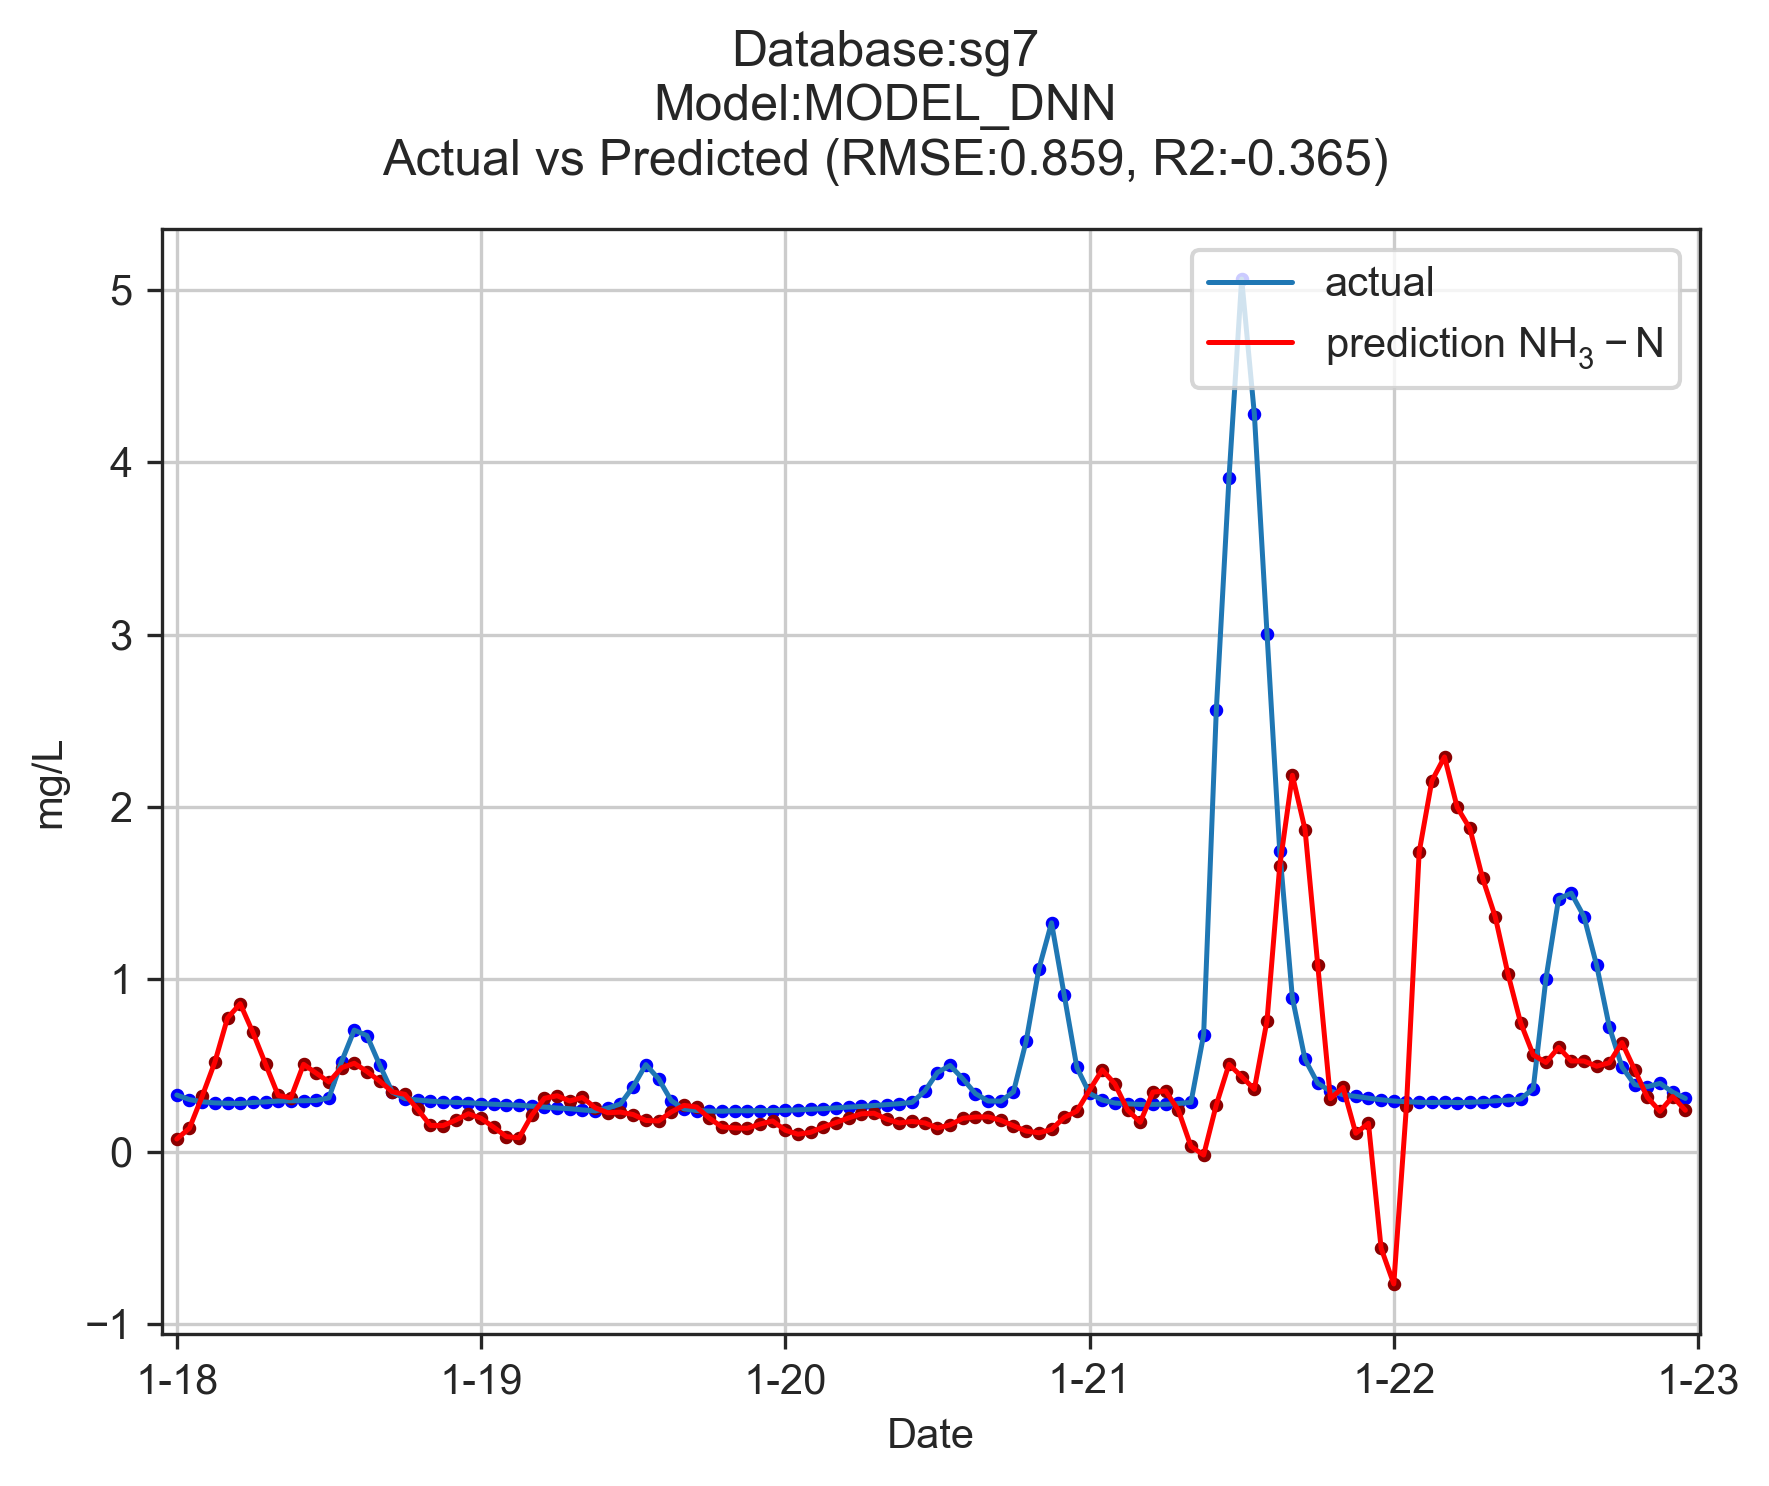 Database:sg7
Model:MODEL_DNN
Actual vs Predicted (RMSE:0.859, R2:-0.365)
actual
prediction NH₃ − N
5
4
3
2
1
0
−1
mg/L
1-18 1-19 1-20 1-21 1-22 1-23
Date